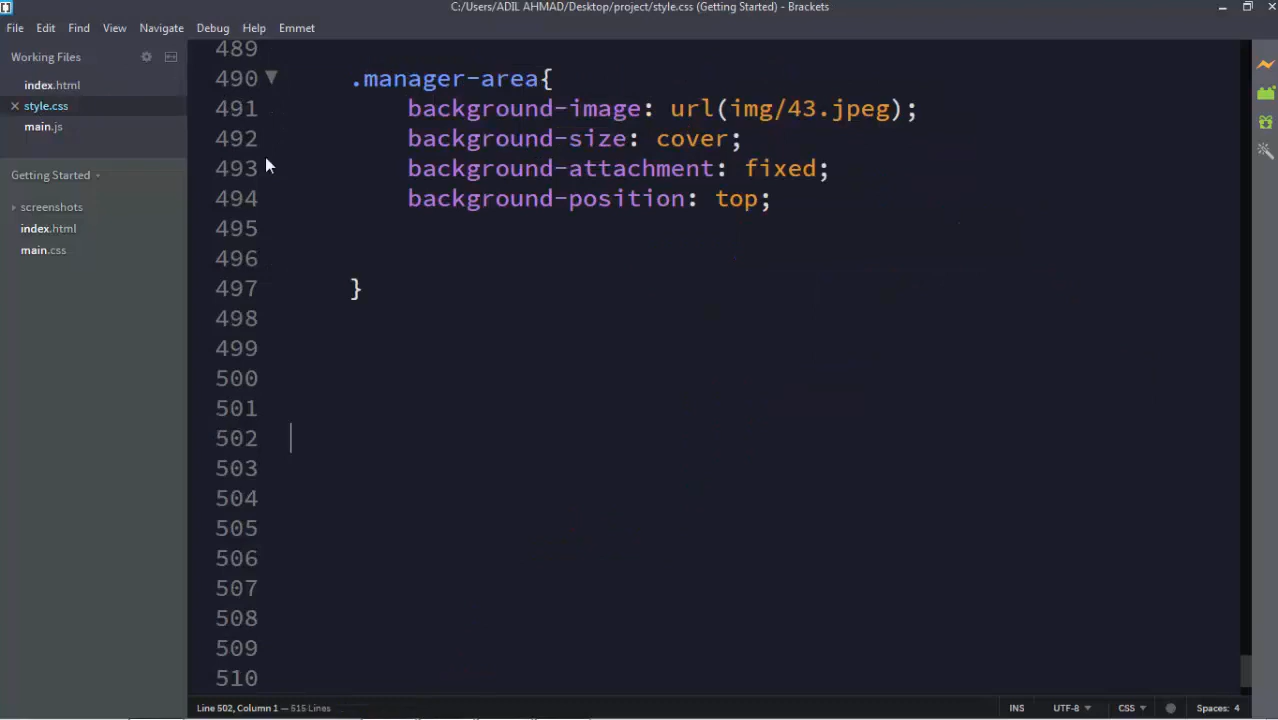 C:/Users/ADIL AHMAD/Desktop/project/style.css (Getting Started) - Brackets
File Edit Find View Navigate Debug Help Emmet
Working Files
index.html
style.css
main.js
Getting Started
screenshots
index.html
main.css
489
490 .manager-area{
491 background-image: url(img/43.jpeg);
492 background-size: cover;
493 background-attachment: fixed;
494 background-position: top;
495
496
497 }
498
499
500
501
502
503
504
505
506
507
508
509
510
Line 502, Column 1 — 515 Lines
INS UTF-8 CSS Spaces: 4